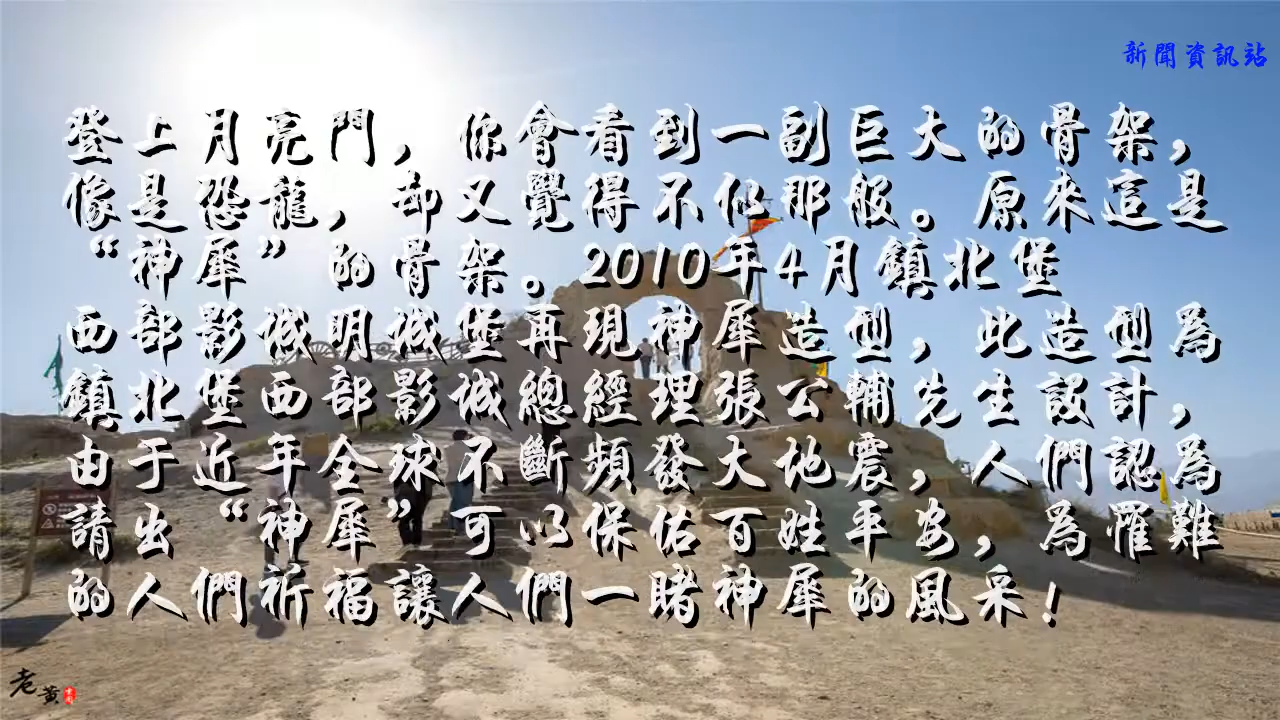 新聞資訊站
登上月亮門，你會看到一副巨大的骨架，
像是恐龍，却又覺得不似那般。原來這是
“神犀”的骨架。2010年4月鎮北堡
西部影城明城堡再現神犀造型，此造型為
鎮北堡西部影城總經理張公輔先生設計，
由于近年全球不斷頻發大地震，人們認為
請出“神犀”可以保佑百姓平安，為罹難
的人們祈福讓人們一睹神犀的風采！
老黃